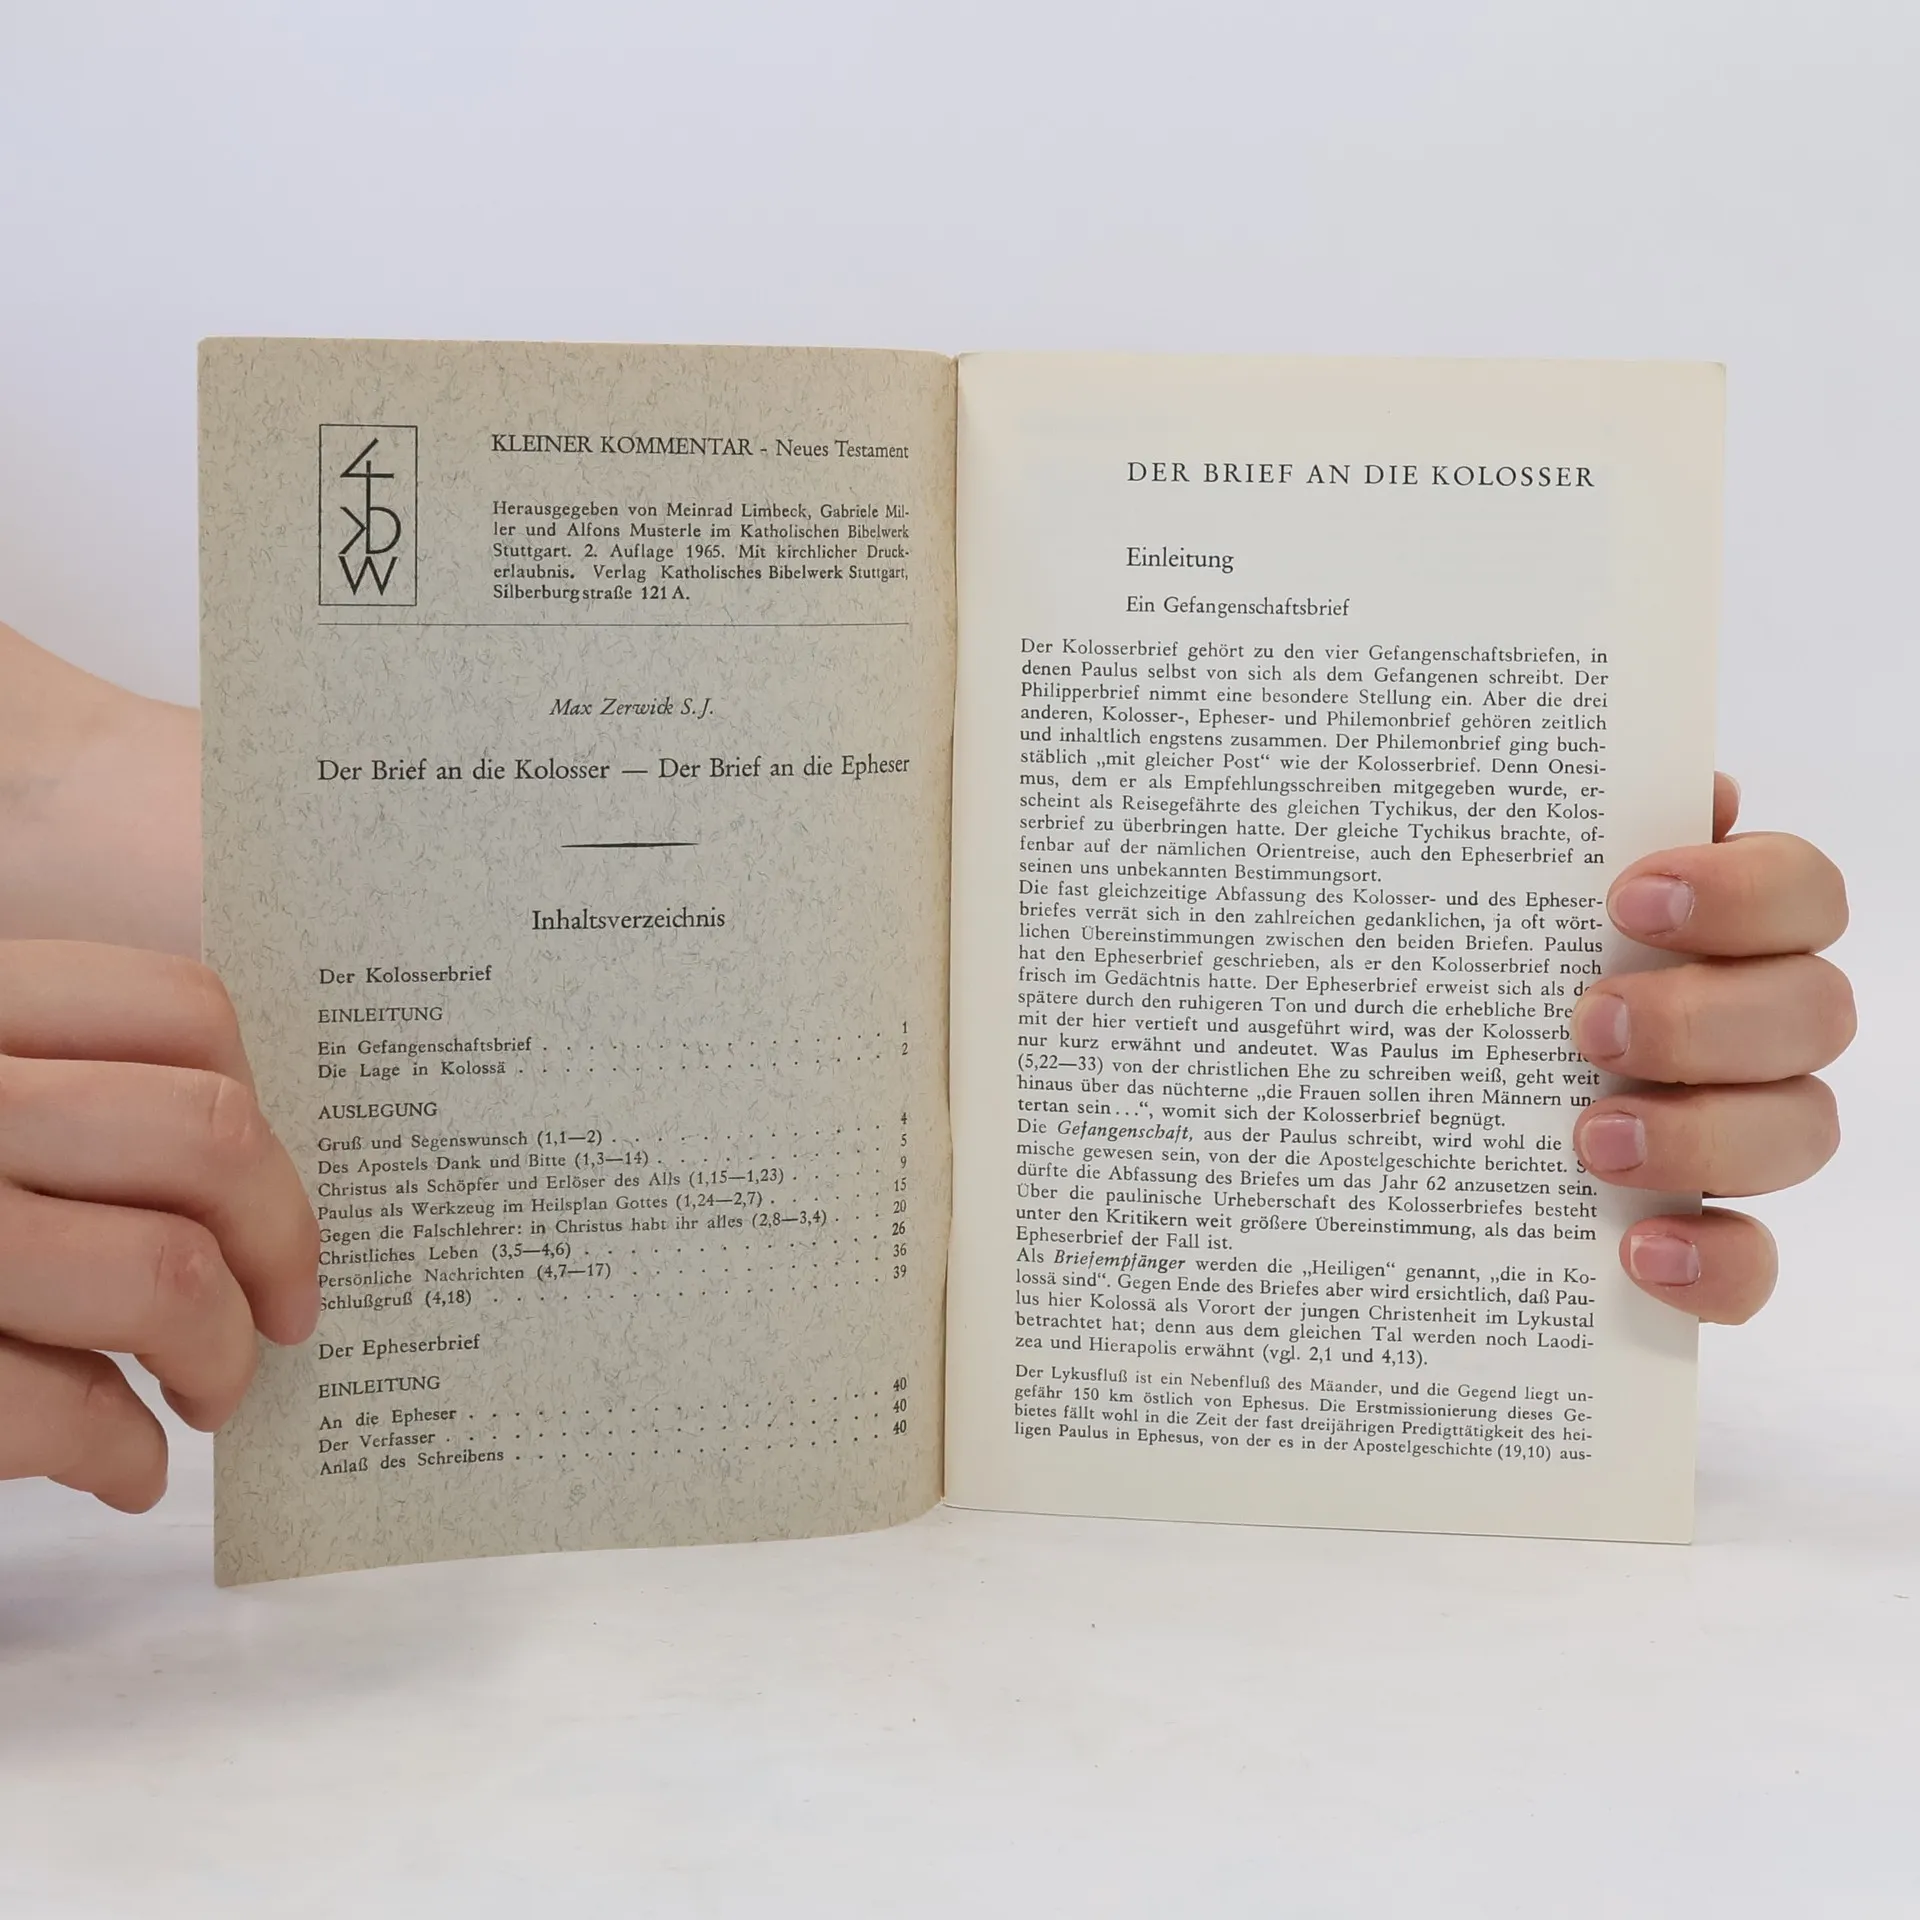 KDW
KLEINER KOMMENTAR - Neues Testament
Herausgegeben von Meinrad Limbeck, Gabriele Mil-
ler und Alfons Musterle im Katholischen Bibelwerk
Stuttgart. 2. Auflage 1965. Mit kirchlicher Druck-
erlaubnis. Verlag Katholisches Bibelwerk Stuttgart,
Silberburgstraße 121 A.
Max Zerwick S. J.
Der Brief an die Kolosser — Der Brief an die Epheser
Inhaltsverzeichnis
Der Kolosserbrief
EINLEITUNG
Ein Gefangenschaftsbrief . . . . . . . . . . . . . 1
Die Lage in Kolossä . . . . . . . . . . . . . . 2
AUSLEGUNG
Gruß und Segenswunsch (1,1—2) . . . . . . . . . . 4
Des Apostels Dank und Bitte (1,3—14) . . . . . . . . 5
Christus als Schöpfer und Erlöser des Alls (1,15—1,23) . . . 9
Paulus als Werkzeug im Heilsplan Gottes (1,24—2,7) . . . . 15
Gegen die Falschlehrer: in Christus habt ihr alles (2,8—3,4) . . . 20
Christliches Leben (3,5—4,6) . . . . . . . . . . . 26
Persönliche Nachrichten (4,7—17) . . . . . . . . . . 36
Schlußgruß (4,18) . . . . . . . . . . . . . . 39
Der Epheserbrief
EINLEITUNG
An die Epheser . . . . . . . . . . . . . . . 40
Der Verfasser . . . . . . . . . . . . . . . . 40
Anlaß des Schreibens . . . . . . . . . . . . . . 40
DER BRIEF AN DIE KOLOSSER
Einleitung
Ein Gefangenschaftsbrief
Der Kolosserbrief gehört zu den vier Gefangenschaftsbriefen, in
denen Paulus selbst von sich als dem Gefangenen schreibt. Der
Philipperbrief nimmt eine besondere Stellung ein. Aber die drei
anderen, Kolosser-, Epheser- und Philemonbrief gehören zeitlich
und inhaltlich engstens zusammen. Der Philemonbrief ging buch-
stäblich „mit gleicher Post“ wie der Kolosserbrief. Denn Onesi-
mus, dem er als Empfehlungsschreiben mitgegeben wurde, er-
scheint als Reisegefährte des gleichen Tychikus, der den Kolos-
serbrief zu überbringen hatte. Der gleiche Tychikus brachte, of-
fenbar auf der nämlichen Orientreise, auch den Epheserbrief an
seinen uns unbekannten Bestimmungsort.
Die fast gleichzeitige Abfassung des Kolosser- und des Epheser-
briefes verrät sich in den zahlreichen gedanklichen, ja oft wört-
lichen Übereinstimmungen zwischen den beiden Briefen. Paulus
hat den Epheserbrief geschrieben, als er den Kolosserbrief noch
frisch im Gedächtnis hatte. Der Epheserbrief erweist sich als
spätere durch den ruhigeren Ton und durch die erhebliche
mit der hier vertieft und ausgeführt wird, was der
nur kurz erwähnt und andeutet. Was Paulus im
(5,22—33) von der christlichen Ehe zu schreiben weiß, geht weit
hinaus über das nüchterne „die Frauen sollen ihren Männern un-
tertan sein ...“, womit sich der Kolosserbrief begnügt.
Die Gefangenschaft, aus der Paulus schreibt, wird wohl die
mische gewesen sein, von der die Apostelgeschichte berichtet.
dürfte die Abfassung des Briefes um das Jahr 62 anzusetzen sein.
Über die paulinische Urheberschaft des Kolosserbriefes besteht
unter den Kritikern weit größere Übereinstimmung, als das beim
Epheserbrief der Fall ist.
Als Briefempfänger werden die „Heiligen“ genannt, „die in Ko-
lossä sind“. Gegen Ende des Briefes aber wird ersichtlich, daß Pau-
lus hier Kolossä als Vorort der jungen Christenheit im Lykustal
betrachtet hat; denn aus dem gleichen Tal werden noch Laodi-
zea und Hierapolis erwähnt (vgl. 2,1 und 4,13).
Der Lykusfluß ist ein Nebenfluß des Mäander, und die Gegend liegt un-
gefähr 150 km östlich von Ephesus. Die Erstmissionierung dieses Ge-
bietes fällt wohl in die Zeit der fast dreijährigen Predigttätigkeit des hei-
ligen Paulus in Ephesus, von der es in der Apostelgeschichte (19,10) aus-